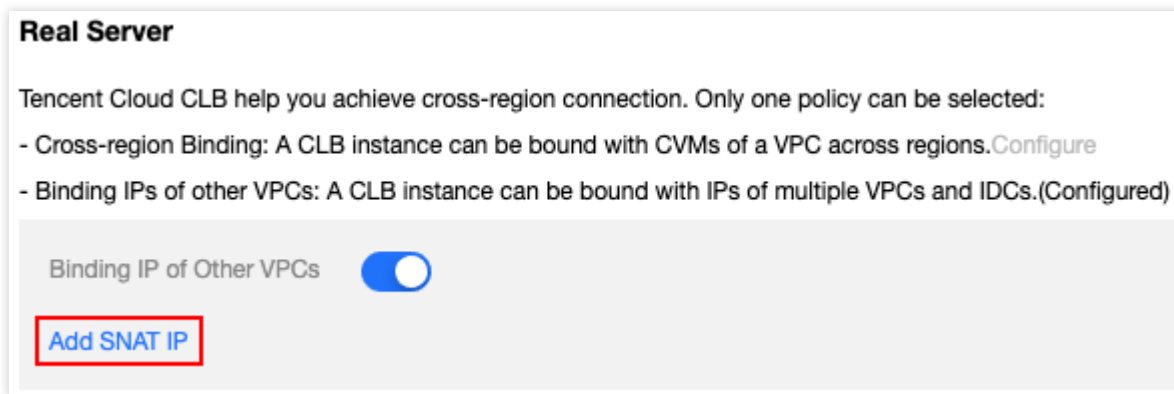 Real Server
Tencent Cloud CLB help you achieve cross-region connection. Only one policy can be selected:
- Cross-region Binding: A CLB instance can be bound with CVMs of a VPC across regions.Configure
- Binding IPs of other VPCs: A CLB instance can be bound with IPs of multiple VPCs and IDCs.(Configured)
Binding IP of Other VPCs
Add SNAT IP